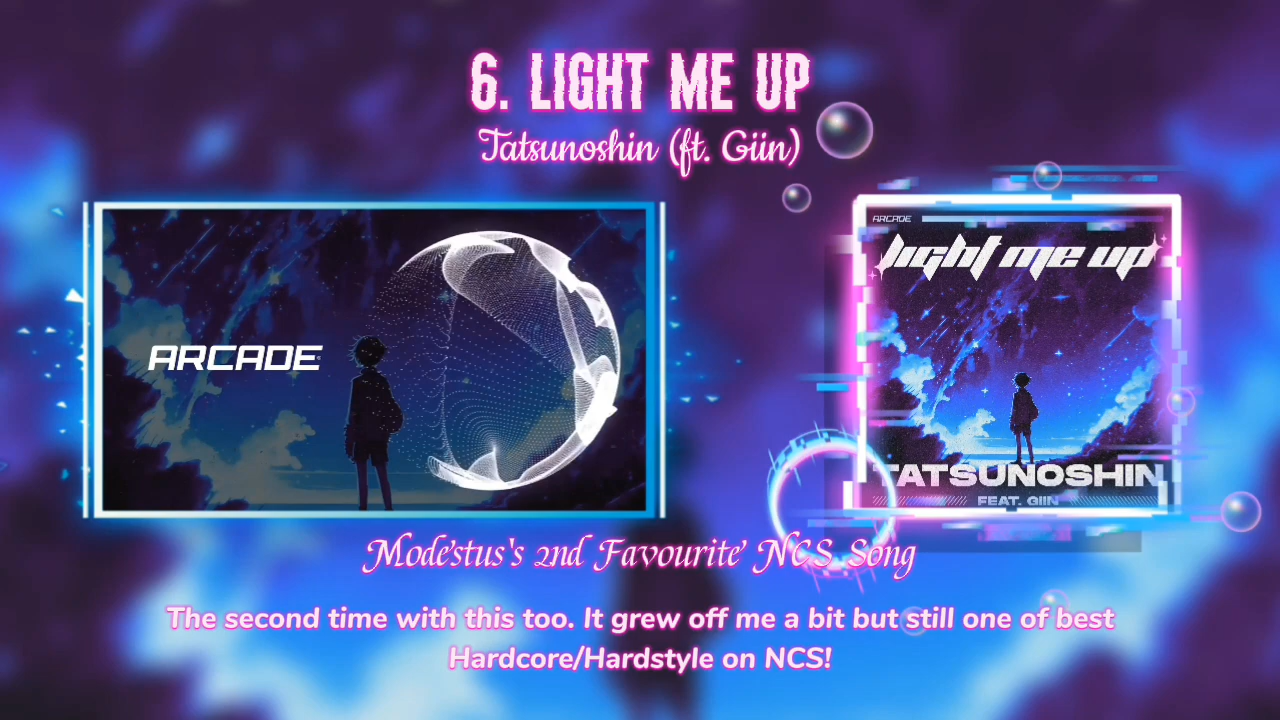 6. LIGHT ME UP
Tatsunoshin (ft. Giin)
ARCADE
ARCADE
light me up
TATSUNOSHIN
FEAT. GIIN
Modestus's 2nd Favourite NCS Song
The second time with this too. It grew off me a bit but still one of best
Hardcore/Hardstyle on NCS!